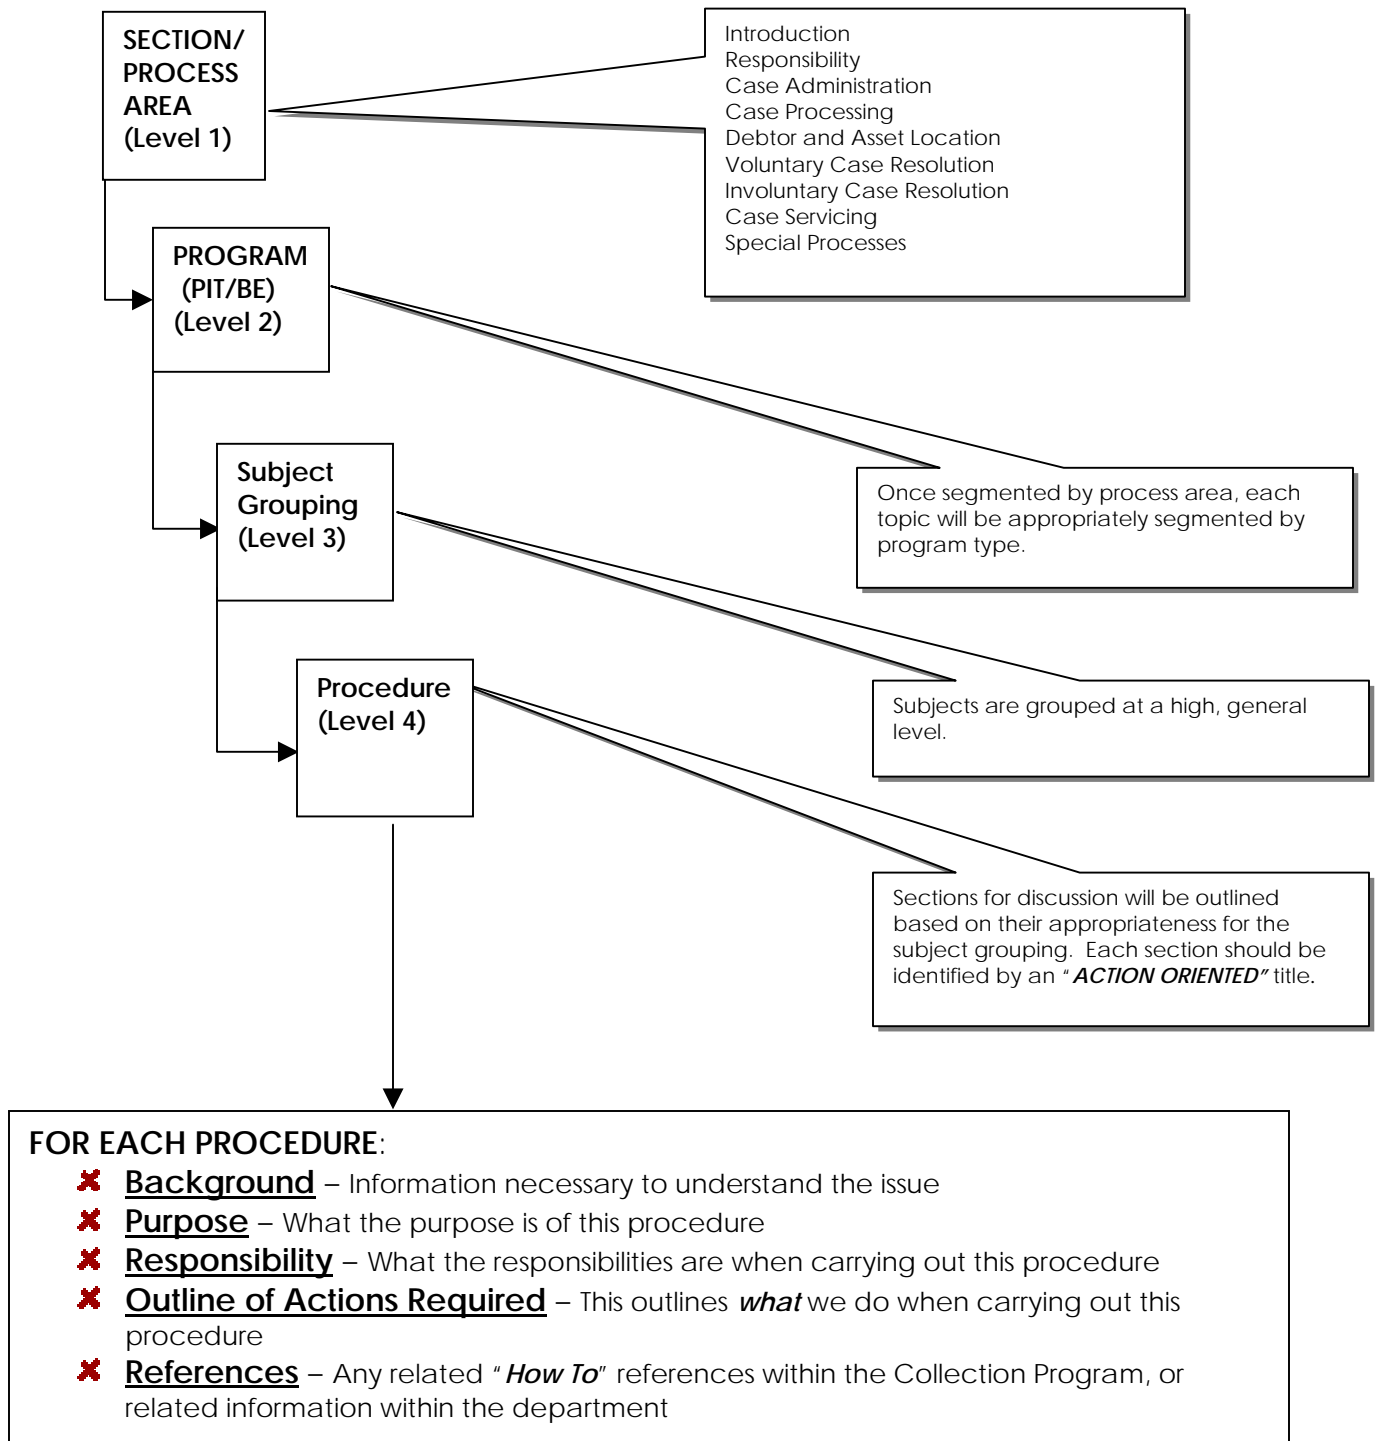 SECTION/
PROCESS
AREA
(Level 1)
Introduction
Responsibility
Case Administration
Case Processing
Debtor and Asset Location
Voluntary Case Resolution
Involuntary Case Resolution
Case Servicing
Special Processes
PROGRAM
(PIT/BE)
(Level 2)
Once segmented by process area, each
topic will be appropriately segmented by
program type.
Subject
Grouping
(Level 3)
Subjects are grouped at a high, general
level.
Procedure
(Level 4)
Sections for discussion will be outlined
based on their appropriateness for the
subject grouping. Each section should be
identified by an “ACTION ORIENTED” title.
FOR EACH PROCEDURE:
Background – Information necessary to understand the issue
Purpose – What the purpose is of this procedure
Responsibility – What the responsibilities are when carrying out this procedure
Outline of Actions Required – This outlines what we do when carrying out this
procedure
References – Any related “How To” references within the Collection Program, or
related information within the department